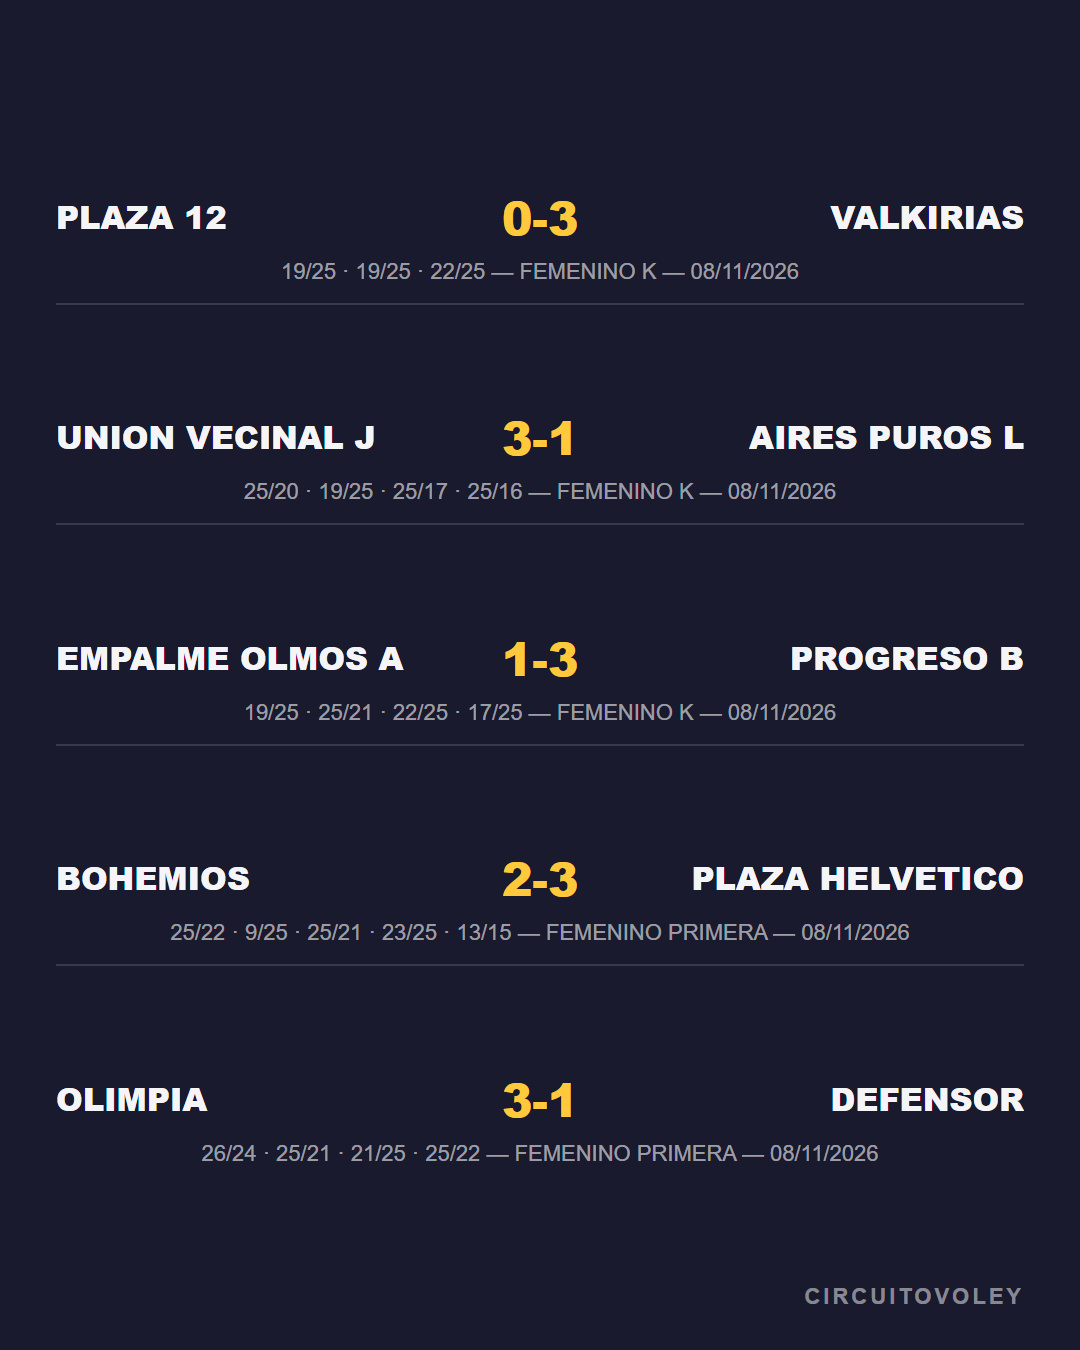 PLAZA 12 0-3 VALKIRIAS
19/25 · 19/25 · 22/25 — FEMENINO K — 08/11/2026
UNION VECINAL J 3-1 AIRES PUROS L
25/20 · 19/25 · 25/17 · 25/16 — FEMENINO K — 08/11/2026
EMPALME OLMOS A 1-3 PROGRESO B
19/25 · 25/21 · 22/25 · 17/25 — FEMENINO K — 08/11/2026
BOHEMIOS 2-3 PLAZA HELVETICO
25/22 · 9/25 · 25/21 · 23/25 · 13/15 — FEMENINO PRIMERA — 08/11/2026
OLIMPIA 3-1 DEFENSOR
26/24 · 25/21 · 21/25 · 25/22 — FEMENINO PRIMERA — 08/11/2026
CIRCUITOVOLEY